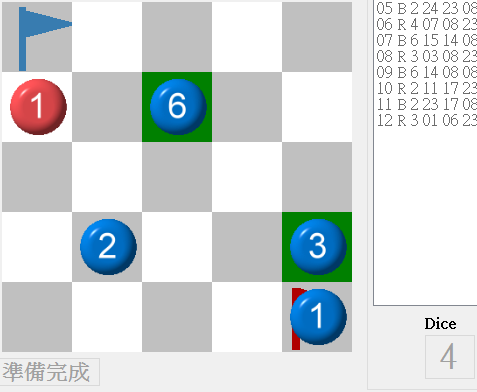 05 B 2 24 23 08
06 R 4 07 08 23
07 B 6 15 14 08
08 R 3 03 08 23
09 B 6 14 08 08
10 R 2 11 17 23
11 B 2 23 17 08
12 R 3 01 06 23
1 6
2 3
1
Dice
4
準備完成